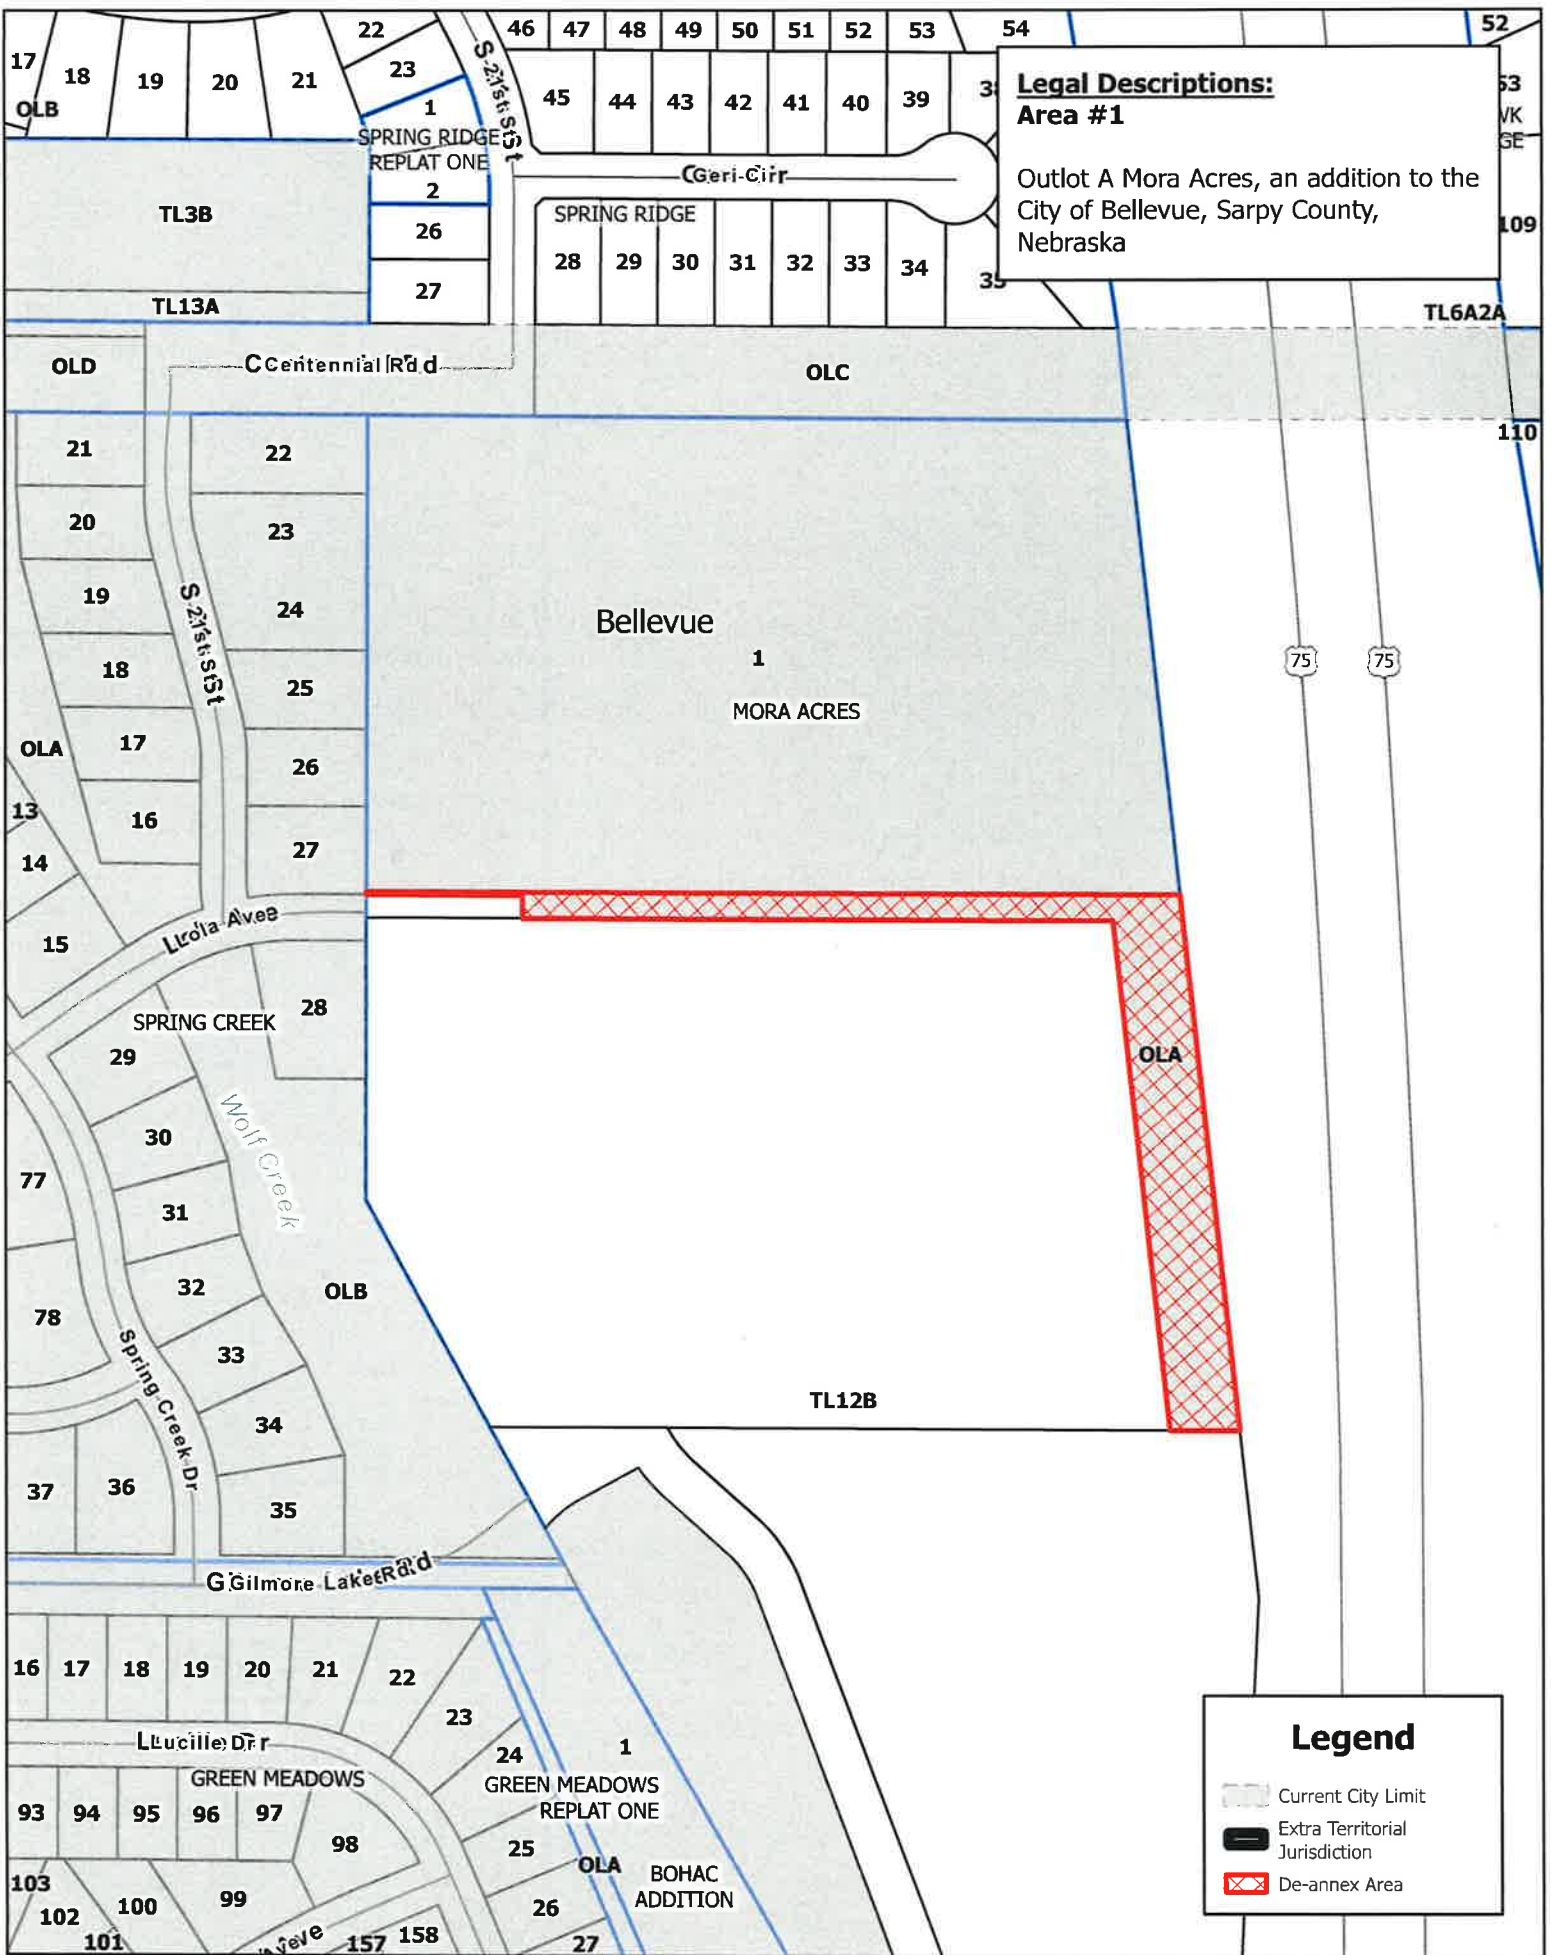 22
46 47 48 49 50 51 52 53 54
52
17 18 19 20 21
23
OLB
1
SPRING RIDGE
REPLAT ONE
2
S 21st St
45 44 43 42 41 40 39
Legal Descriptions:
Area #1
Outlot A Mora Acres, an addition to the
City of Bellevue, Sarpy County,
Nebraska
53
109
Geri Cir
TL3B
SPRING RIDGE
26
28 29 30 31 32 33 34 35
27
TL13A
TL6A2A
OLD
Centennial Rd
OLC
110
21
22
20
23
19
24
S 21st St
Bellevue
1
MORA ACRES
18
25
75 75
OLA
17
26
13
16
14
27
15
Lola Ave
28
SPRING CREEK
29
OLA
Wolf Creek
30
77
31
32
OLB
78
33
Spring Creek Dr
TL12B
34
37 36
35
Gilmore Lake Rd
16 17 18 19 20 21 22
23
Lucille Dr
24
1
GREEN MEADOWS
GREEN MEADOWS
REPLAT ONE
93 94 95 96 97
98
25
OLA
BOHAC
ADDITION
103
102 100 99
26
101
157 158
27
Legend
Current City Limit
Extra Territorial
Jurisdiction
De-annex Area